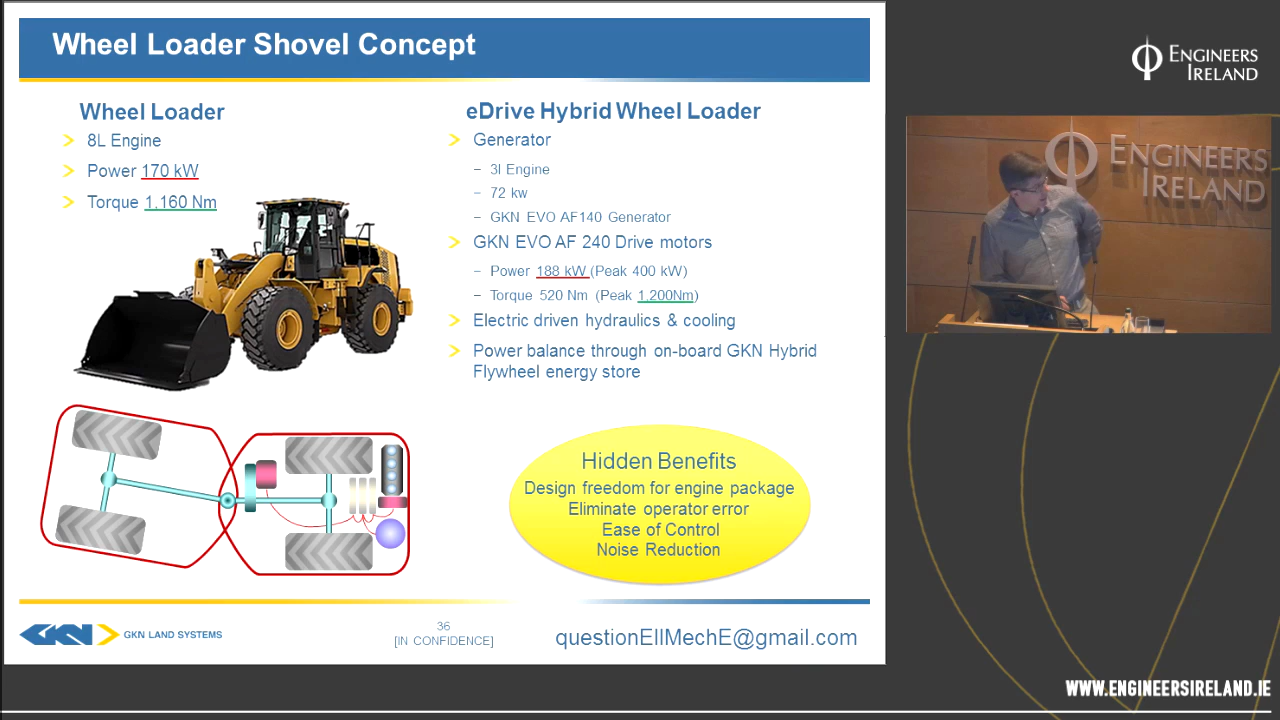 Wheel Loader Shovel Concept
Wheel Loader
8L Engine
Power 170 kW
Torque 1,160 Nm
eDrive Hybrid Wheel Loader
Generator
– 3l Engine
– 72 kw
– GKN EVO AF140 Generator
GKN EVO AF 240 Drive motors
– Power 188 kW (Peak 400 kW)
– Torque 520 Nm (Peak 1,200Nm)
Electric driven hydraulics & cooling
Power balance through on-board GKN Hybrid
Flywheel energy store
Hidden Benefits
Design freedom for engine package
Eliminate operator error
Ease of Control
Noise Reduction
GKN
GKN LAND SYSTEMS
36
[IN CONFIDENCE]
questionEIIMechE@gmail.com
ENGINEERS
IRELAND
ENGINEERS
IRELAND
WWW.ENGINEERSIRELAND.IE